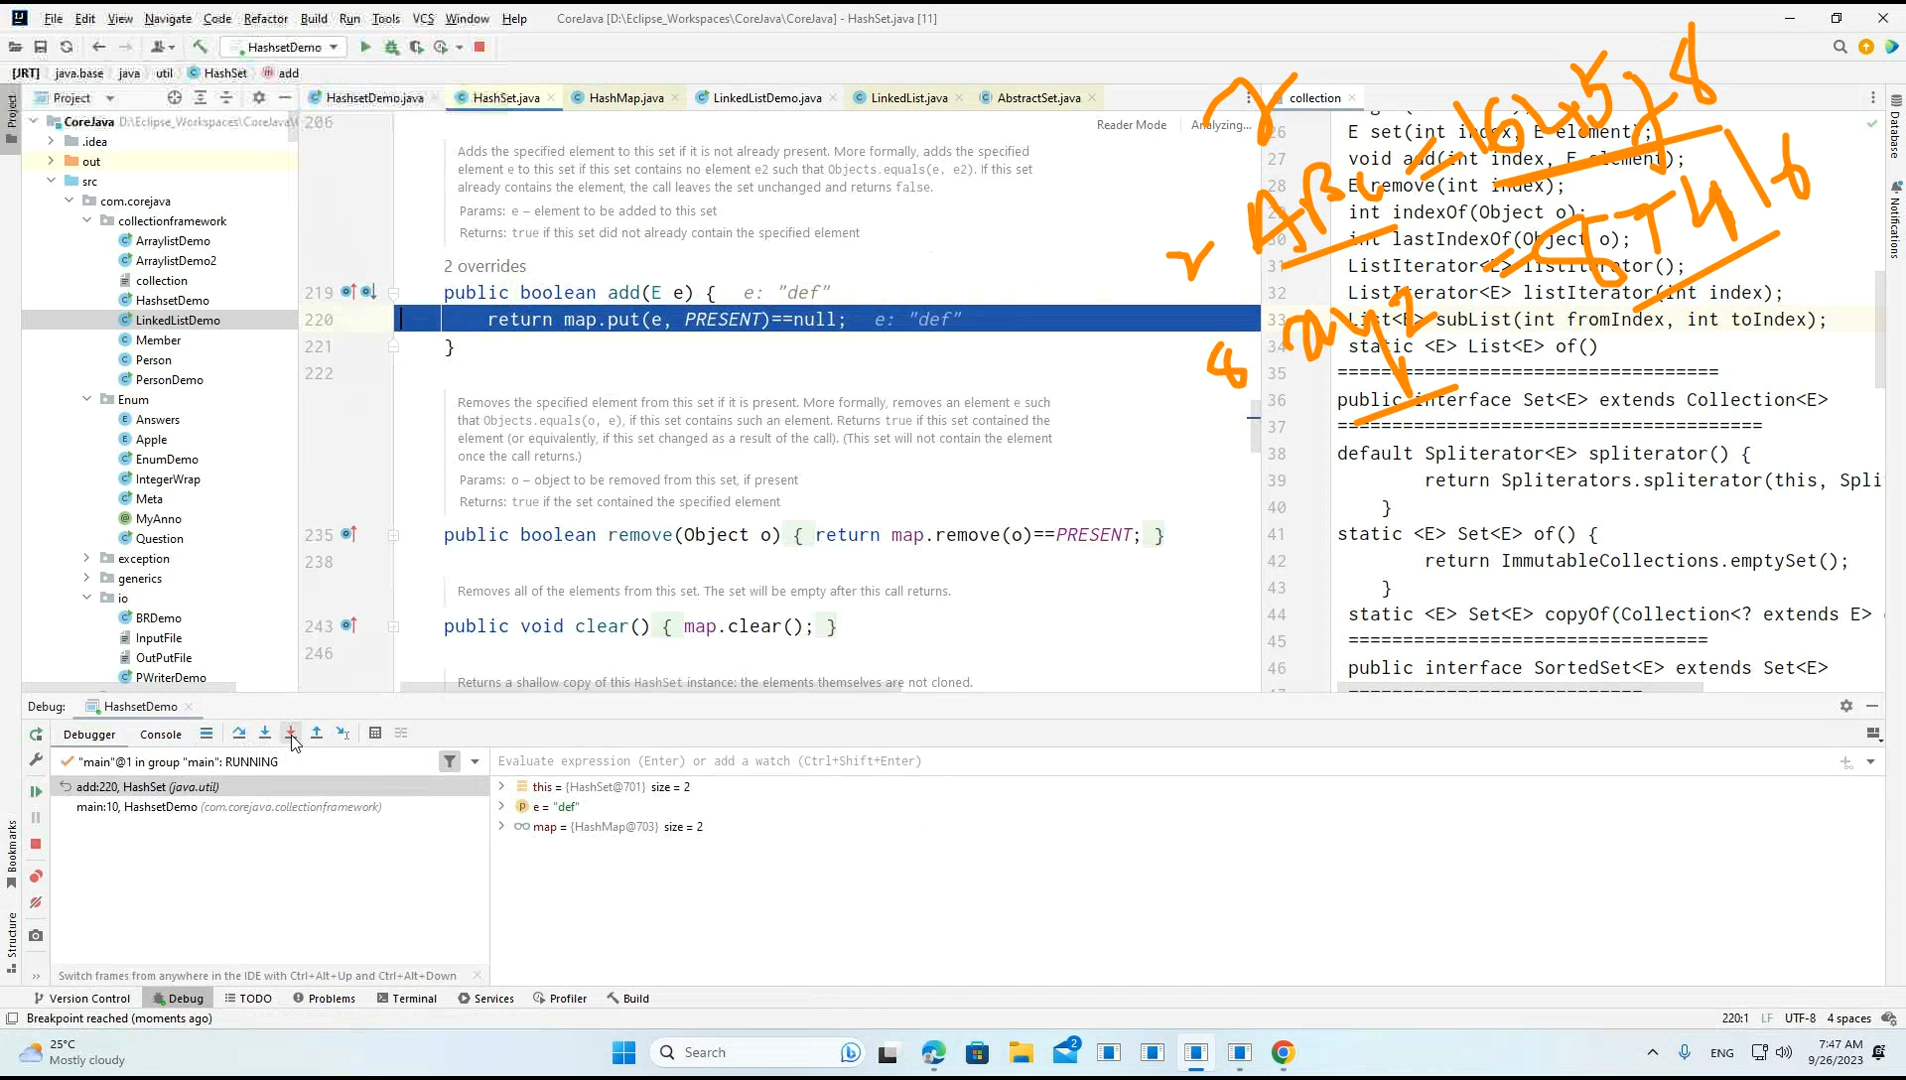 File Edit View Navigate Code Refactor Build Run Tools VCS Window Help CoreJava [D:\Eclipse_Workspaces\CoreJava\CoreJava] - HashSet.java [11]
HashsetDemo
[JRT] java.base java util HashSet add
Project HashsetDemo.java HashSet.java HashMap.java LinkedListDemo.java LinkedList.java AbstractSet.java collection
Reader Mode Analyzing...
CoreJava D:\Eclipse_Workspaces\CoreJava\
.idea
out
src
com.corejava
collectionframework
ArraylistDemo
ArraylistDemo2
collection
HashsetDemo
LinkedListDemo
Member
Person
PersonDemo
Enum
Answers
Apple
EnumDemo
IntegerWrap
Meta
MyAnno
Question
exception
generics
io
BRDemo
InputFile
OutPutFile
PWriterDemo
206
Adds the specified element to this set if it is not already present. More formally, adds the specified
element e to this set if this set contains no element e2 such that Objects.equals(e, e2). If this set
already contains the element, the call leaves the set unchanged and returns false.
Params: e – element to be added to this set
Returns: true if this set did not already contain the specified element
2 overrides
219 public boolean add(E e) { e: "def"
220 return map.put(e, PRESENT)==null; e: "def"
221 }
222
Removes the specified element from this set if it is present. More formally, removes an element e such
that Objects.equals(o, e), if this set contains such an element. Returns true if this set contained the
element (or equivalently, if this set changed as a result of the call). (This set will not contain the element
once the call returns.)
Params: o – object to be removed from this set, if present
Returns: true if the set contained the specified element
235 public boolean remove(Object o) { return map.remove(o)==PRESENT; }
238
Removes all of the elements from this set. The set will be empty after this call returns.
243 public void clear() { map.clear(); }
246
Returns a shallow copy of this HashSet instance: the elements themselves are not cloned.
26 E set(int index, E element);
27 void add(int index, E element);
28 E remove(int index);
29 int indexOf(Object o);
30 int lastIndexOf(Object o);
31 ListIterator<E> listIterator();
32 ListIterator<E> listIterator(int index);
33 List<E> subList(int fromIndex, int toIndex);
34 static <E> List<E> of()
35 ===================================
36 public interface Set<E> extends Collection<E>
37 =======================================
38 default Spliterator<E> spliterator() {
39 return Spliterators.spliterator(this, Spli
40 }
41 static <E> Set<E> of() {
42 return ImmutableCollections.emptySet();
43 }
44 static <E> Set<E> copyOf(Collection<? extends E>
45 =================================
46 public interface SortedSet<E> extends Set<E>
Database
Notifications
Project
Bookmarks
Structure
Debug: HashsetDemo
Debugger Console
"main"@1 in group "main": RUNNING
add:220, HashSet (java.util)
main:10, HashsetDemo (com.corejava.collectionframework)
Evaluate expression (Enter) or add a watch (Ctrl+Shift+Enter)
this = {HashSet@701} size = 2
e = "def"
map = {HashMap@703} size = 2
Switch frames from anywhere in the IDE with Ctrl+Alt+Up and Ctrl+Alt+Down
Version Control Debug TODO Problems Terminal Services Profiler Build
Breakpoint reached (moments ago) 220:1 LF UTF-8 4 spaces
25°C
Mostly cloudy
Search
2
ENG
7:47 AM
9/26/2023